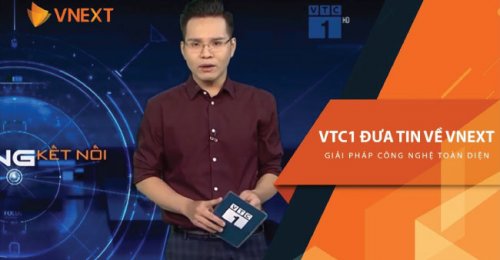 VNEXT
VTC
1 HD
NG KẾT NỐI
VTC
1
VTC1 ĐƯA TIN VỀ VNEXT
GIẢI PHÁP CÔNG NGHỆ TOÀN DIỆN